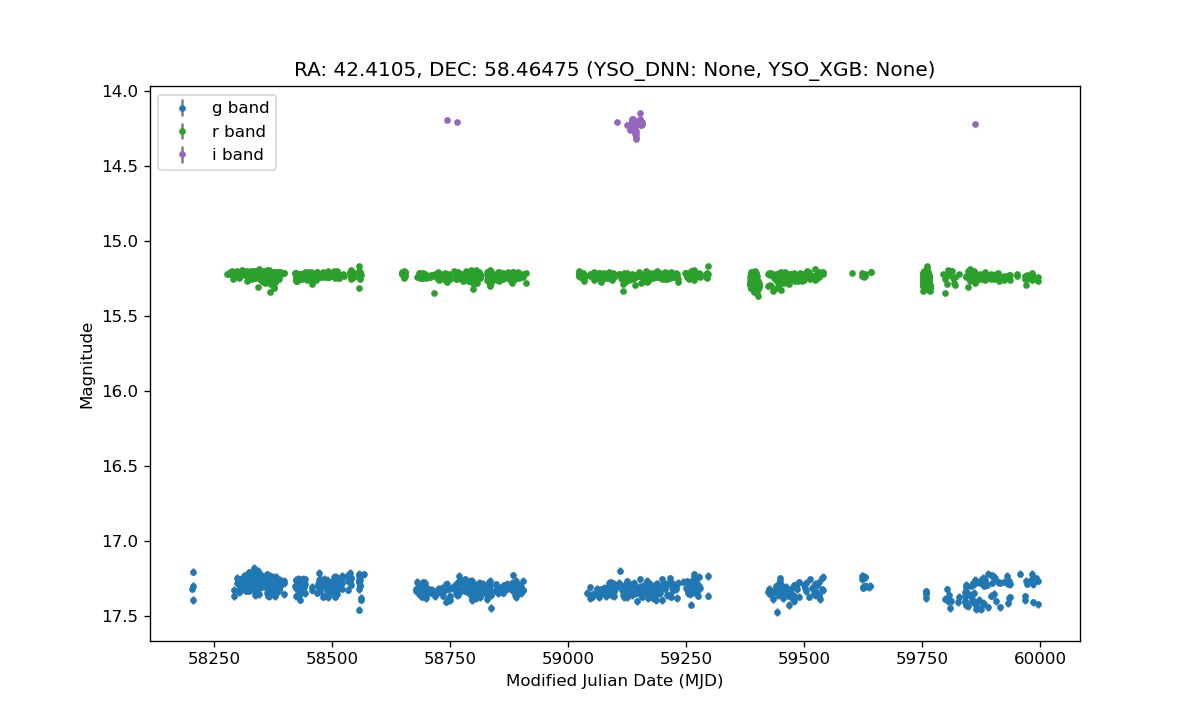 RA: 42.4105, DEC: 58.46475 (YSO_DNN: None, YSO_XGB: None)
g band
r band
i band
Magnitude
14.0
14.5
15.0
15.5
16.0
16.5
17.0
17.5
58250 58500 58750 59000 59250 59500 59750 60000
Modified Julian Date (MJD)